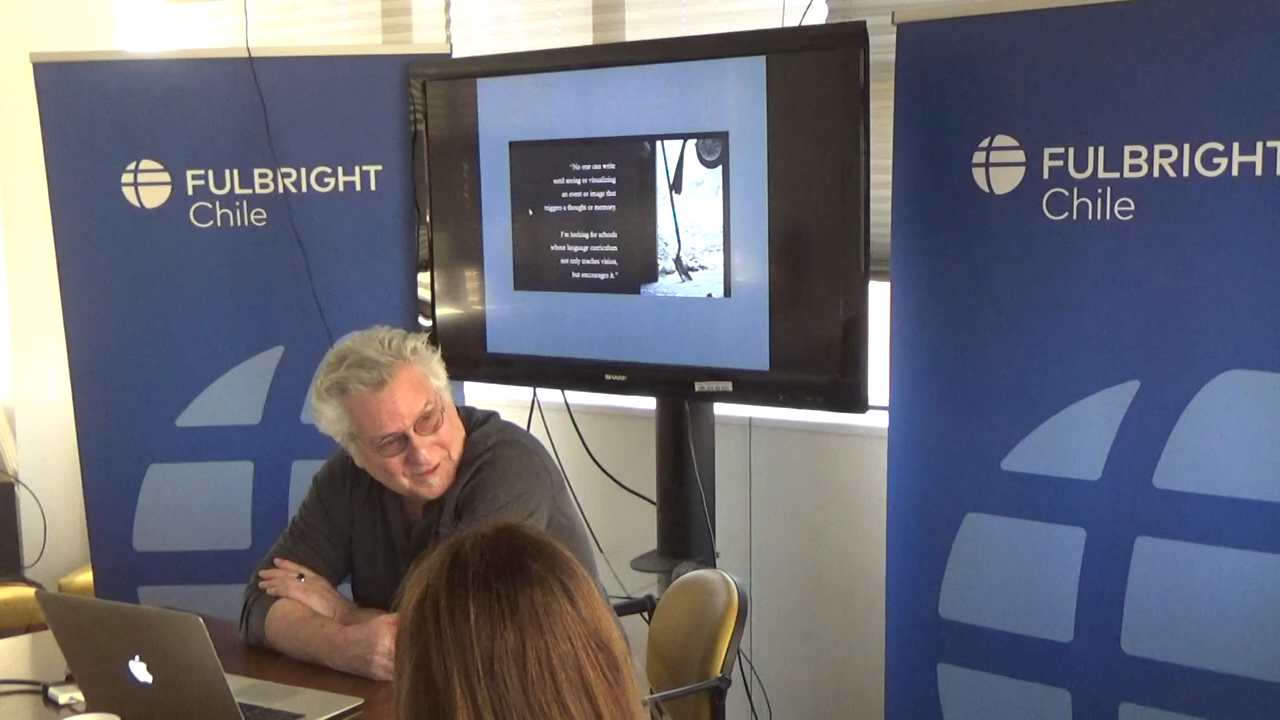 FULBRIGHT
Chile
"No one can write
until seeing or visualizing
an event or image that
triggers a thought or memory.
I'm looking for schools
whose language curriculum
not only teaches vision,
but encourages it."
SHARP
FULBRIGHT
Chile